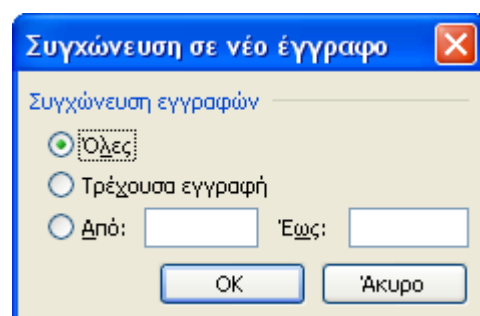 Συγχώνευση σε νέο έγγραφο
Συγχώνευση εγγραφών
Όλες
Τρέχουσα εγγραφή
Από: Έως:
OK Άκυρο